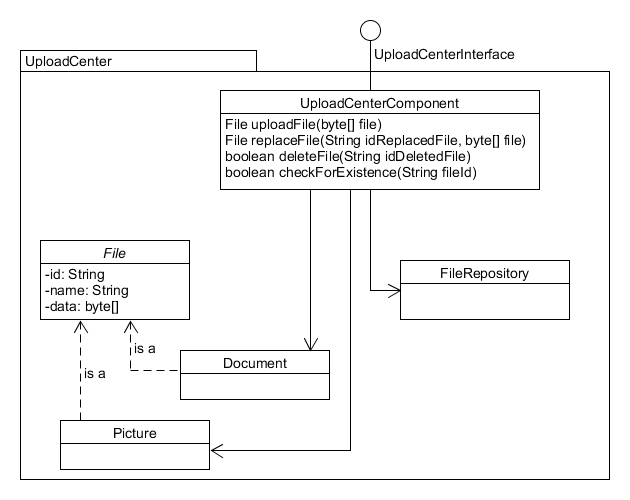 UploadCenterInterface
UploadCenter
UploadCenterComponent
File uploadFile(byte[] file)
File replaceFile(String idReplacedFile, byte[] file)
boolean deleteFile(String idDeletedFile)
boolean checkForExistence(String fileId)
File
-id: String
-name: String
-data: byte[]
FileRepository
is a
Document
is a
Picture